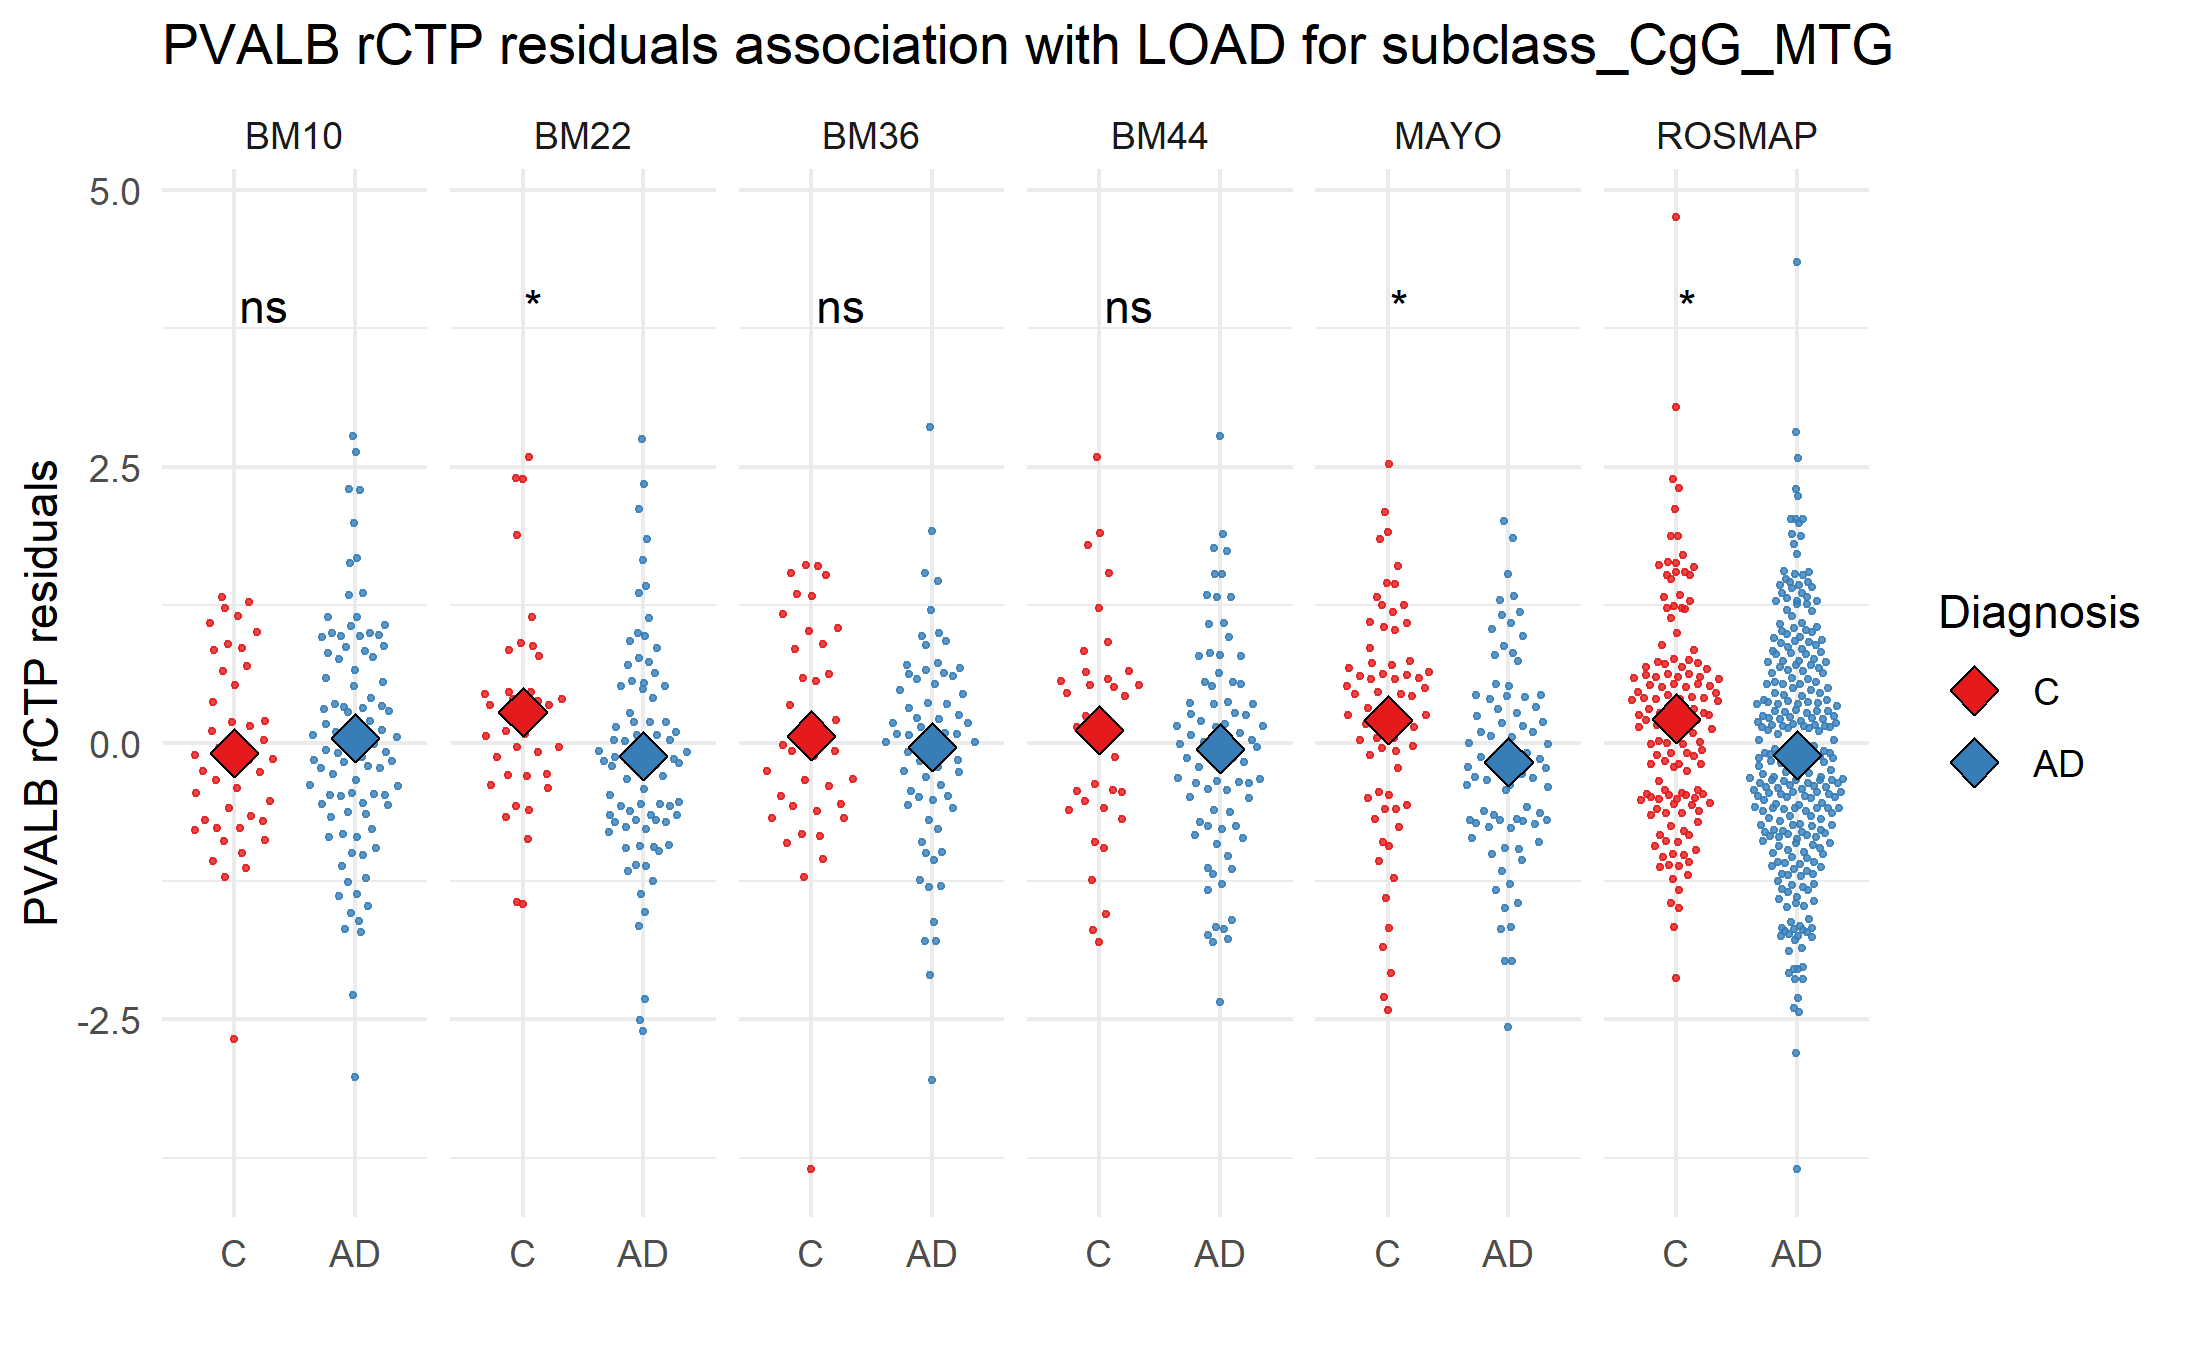 PVALB rCTP residuals association with LOAD for subclass_CgG_MTG
BM10 BM22 BM36 BM44 MAYO ROSMAP
5.0
ns * ns ns * *
2.5
0.0
-2.5
PVALB rCTP residuals
C AD C AD C AD C AD C AD C AD
Diagnosis
C
AD